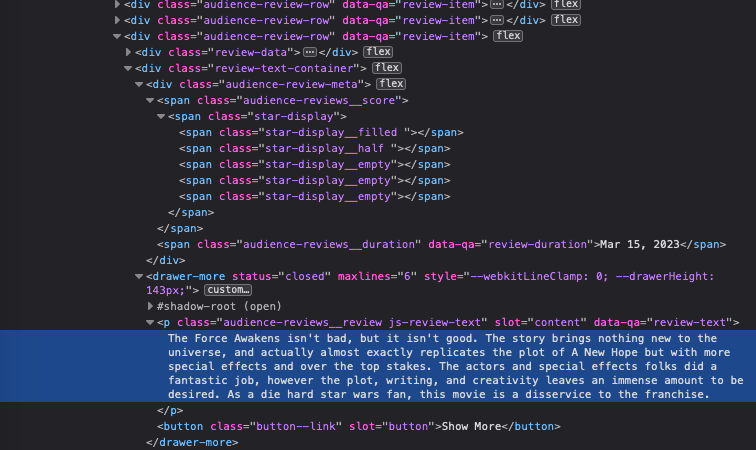 <div class="audience-review-row" data-qa="review-item">⋯</div> flex
<div class="audience-review-row" data-qa="review-item">⋯</div> flex
<div class="audience-review-row" data-qa="review-item"> flex
<div class="review-data">⋯</div> flex
<div class="review-text-container"> flex
<div class="audience-review-meta"> flex
<span class="audience-reviews__score">
<span class="star-display">
<span class="star-display__filled "></span>
<span class="star-display__half "></span>
<span class="star-display__empty"></span>
<span class="star-display__empty"></span>
<span class="star-display__empty"></span>
</span>
</span>
<span class="audience-reviews__duration" data-qa="review-duration">Mar 15, 2023</span>
</div>
<drawer-more status="closed" maxlines="6" style="--webkitLineClamp: 0; --drawerHeight:
143px;"> custom…
#shadow-root (open)
<p class="audience-reviews__review js-review-text" slot="content" data-qa="review-text">
The Force Awakens isn't bad, but it isn't good. The story brings nothing new to the
universe, and actually almost exactly replicates the plot of A New Hope but with more
special effects and over the top stakes. The actors and special effects folks did a
fantastic job, however the plot, writing, and creativity leaves an immense amount to be
desired. As a die hard star wars fan, this movie is a disservice to the franchise.
</p>
<button class="button--link" slot="button">Show More</button>
</drawer-more>